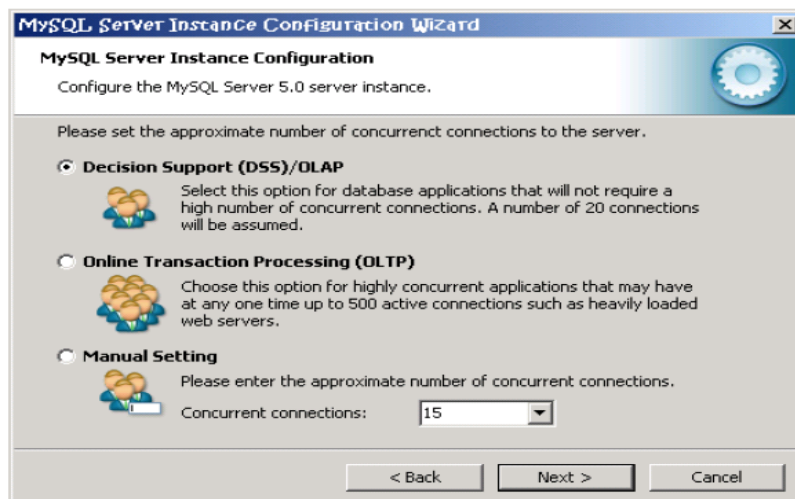 MySQL Server Instance Configuration Wizard
MySQL Server Instance Configuration
Configure the MySQL Server 5.0 server instance.
Please set the approximate number of concurrenct connections to the server.
Decision Support (DSS)/OLAP
Select this option for database applications that will not require a
high number of concurrent connections. A number of 20 connections
will be assumed.
Online Transaction Processing (OLTP)
Choose this option for highly concurrent applications that may have
at any one time up to 500 active connections such as heavily loaded
web servers.
Manual Setting
Please enter the approximate number of concurrent connections.
Concurrent connections: 15
< Back Next > Cancel